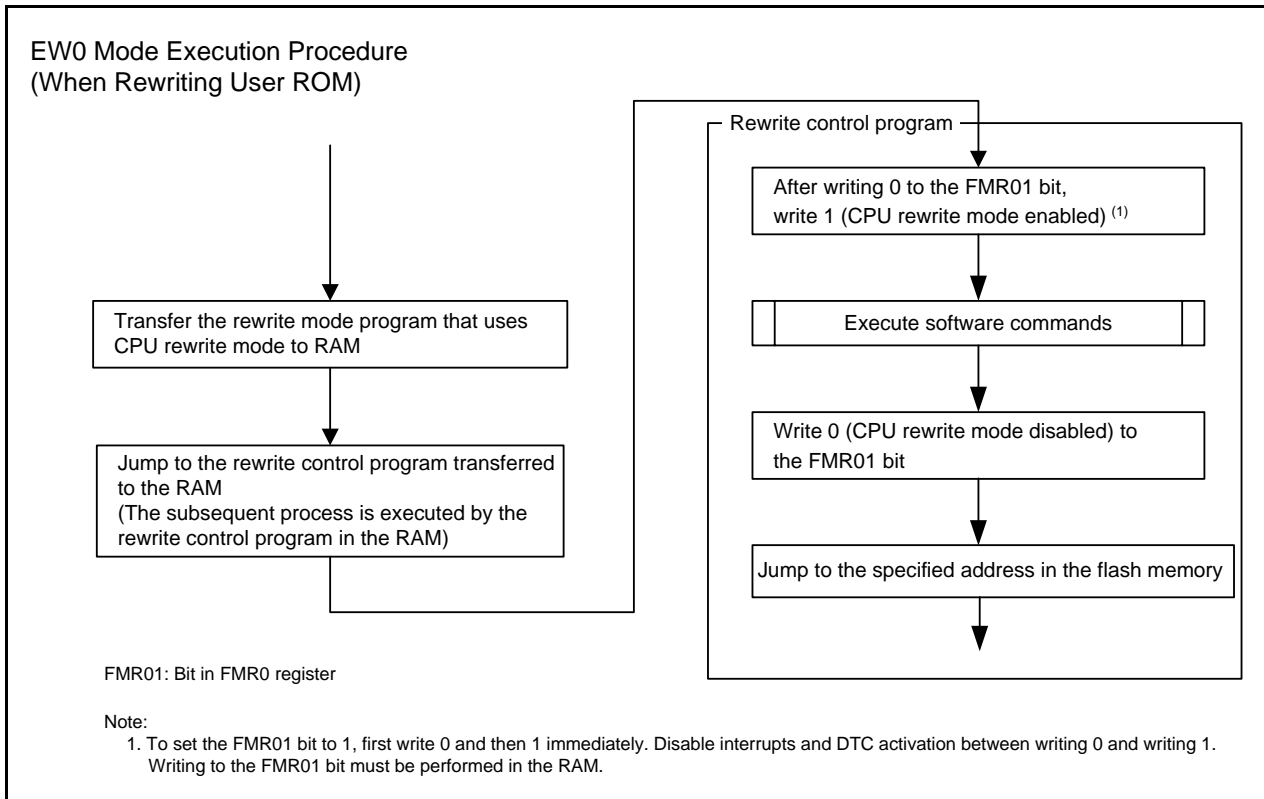 EW0 Mode Execution Procedure
(When Rewriting User ROM)
Transfer the rewrite mode program that uses
CPU rewrite mode to RAM
Jump to the rewrite control program transferred
to the RAM
(The subsequent process is executed by the
rewrite control program in the RAM)
Rewrite control program
After writing 0 to the FMR01 bit,
write 1 (CPU rewrite mode enabled) (1)
Execute software commands
Write 0 (CPU rewrite mode disabled) to
the FMR01 bit
Jump to the specified address in the flash memory
FMR01: Bit in FMR0 register
Note:
1. To set the FMR01 bit to 1, first write 0 and then 1 immediately. Disable interrupts and DTC activation between writing 0 and writing 1.
Writing to the FMR01 bit must be performed in the RAM.